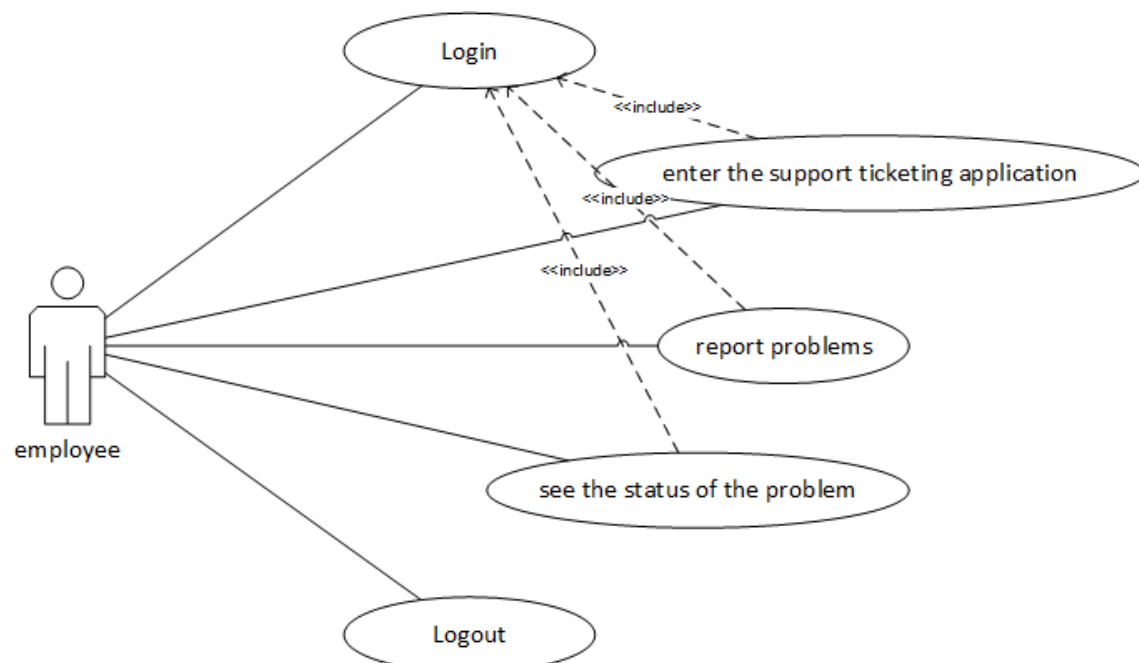 Login
<<include>>
enter the support ticketing application
<<include>>
<<include>>
report problems
employee
see the status of the problem
Logout